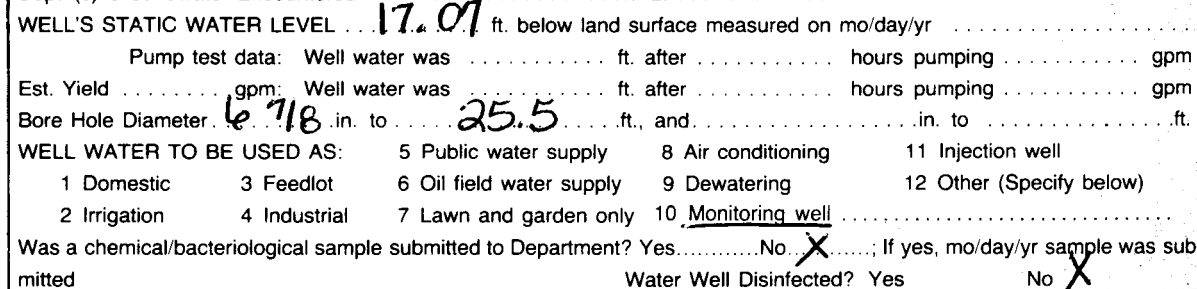 WELL'S STATIC WATER LEVEL ... 17.07 ft. below land surface measured on mo/day/yr ....................
Pump test data: Well water was ............ ft. after ............ hours pumping ............ gpm
Est. Yield ........ gpm: Well water was ............ ft. after ............ hours pumping ............ gpm
Bore Hole Diameter. 6 7/8 .in. to ..... 25.5 .....ft., and....................in. to ....................ft.
WELL WATER TO BE USED AS: 5 Public water supply 8 Air conditioning 11 Injection well
1 Domestic 3 Feedlot 6 Oil field water supply 9 Dewatering 12 Other (Specify below)
2 Irrigation 4 Industrial 7 Lawn and garden only 10 Monitoring well ..............................
Was a chemical/bacteriological sample submitted to Department? Yes............No..X......; If yes, mo/day/yr sample was sub
mitted Water Well Disinfected? Yes No X